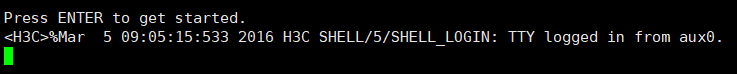 Press ENTER to get started.
<H3C>%Mar  5 09:05:15:533 2016 H3C SHELL/5/SHELL_LOGIN: TTY logged in from aux0.